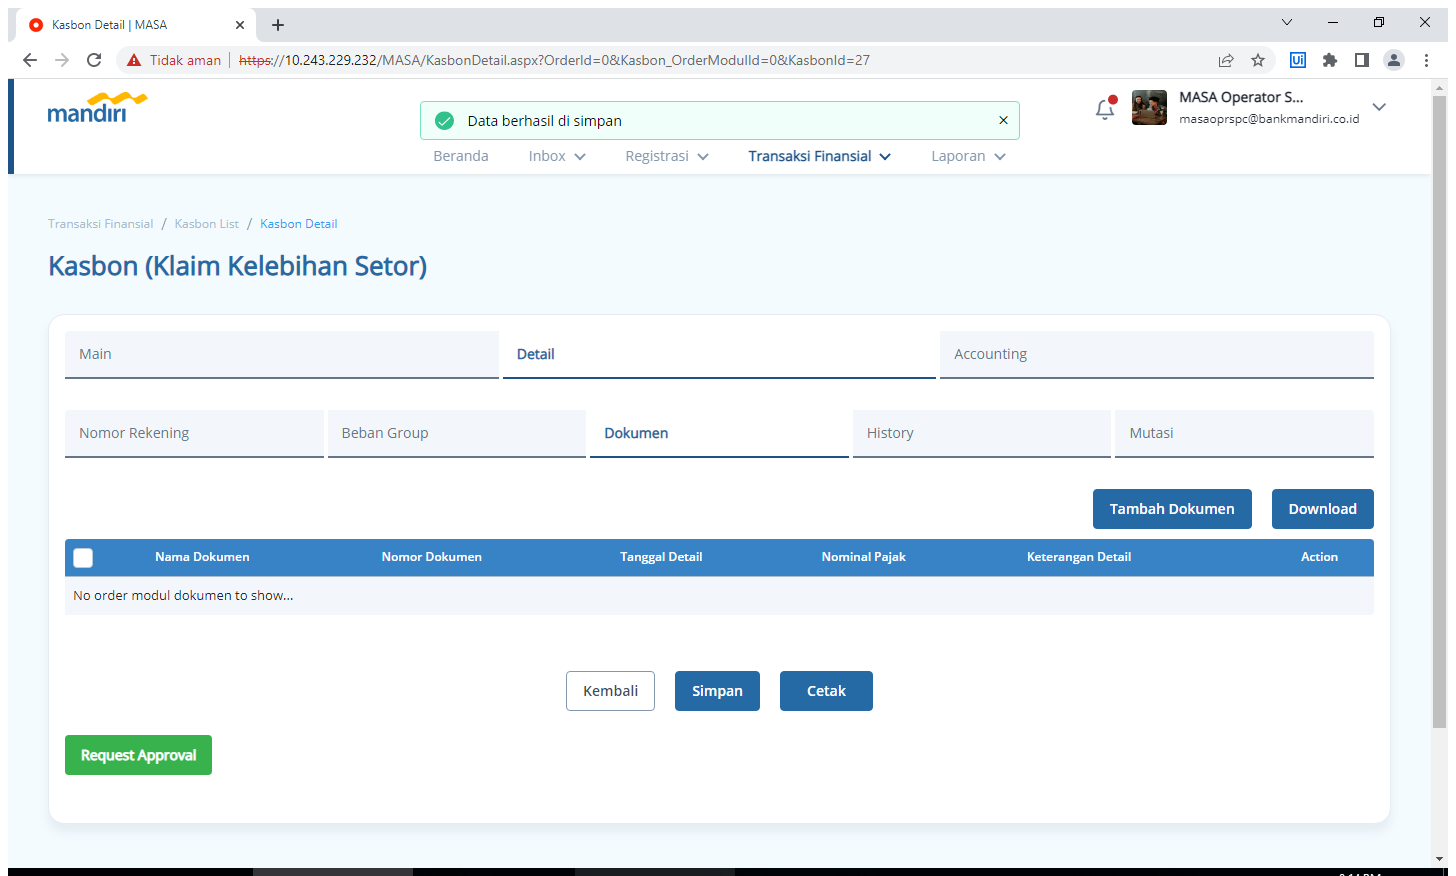 Kasbon Detail | MASA
Tidak aman
https://10.243.229.232/MASA/KasbonDetail.aspx?OrderId=0&Kasbon_OrderModulId=0&KasbonId=27
Ui
mandiri
Data berhasil di simpan
MASA Operator S...
masaoprspc@bankmandiri.co.id
Beranda Inbox Registrasi Transaksi Finansial Laporan
Transaksi Finansial / Kasbon List / Kasbon Detail
Kasbon (Klaim Kelebihan Setor)
Main Detail Accounting
Nomor Rekening Beban Group Dokumen History Mutasi
Tambah Dokumen Download
Nama Dokumen Nomor Dokumen Tanggal Detail Nominal Pajak Keterangan Detail Action
No order modul dokumen to show...
Kembali Simpan Cetak
Request Approval